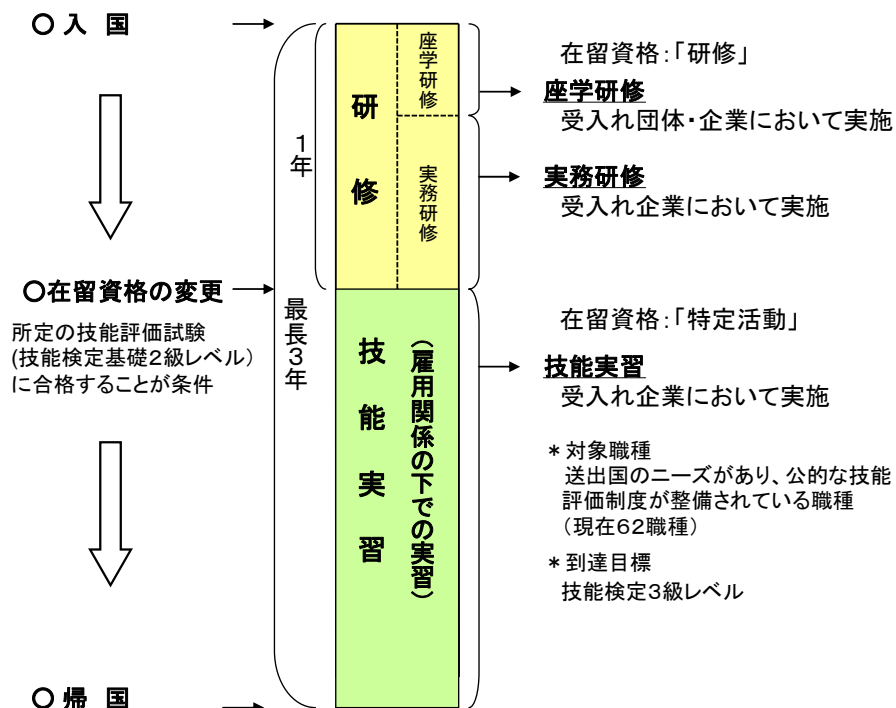 ○入 国
○在留資格の変更
所定の技能評価試験
(技能検定基礎2級レベル)
に合格することが条件
○帰 国
1年
最長3年
研修
座学研修
実務研修
技能実習
(雇用関係の下での実習)
在留資格:「研修」
座学研修
受入れ団体・企業において実施
実務研修
受入れ企業において実施
在留資格:「特定活動」
技能実習
受入れ企業において実施
*対象職種
送出国のニーズがあり、公的な技能
評価制度が整備されている職種
(現在62職種)
*到達目標
技能検定3級レベル